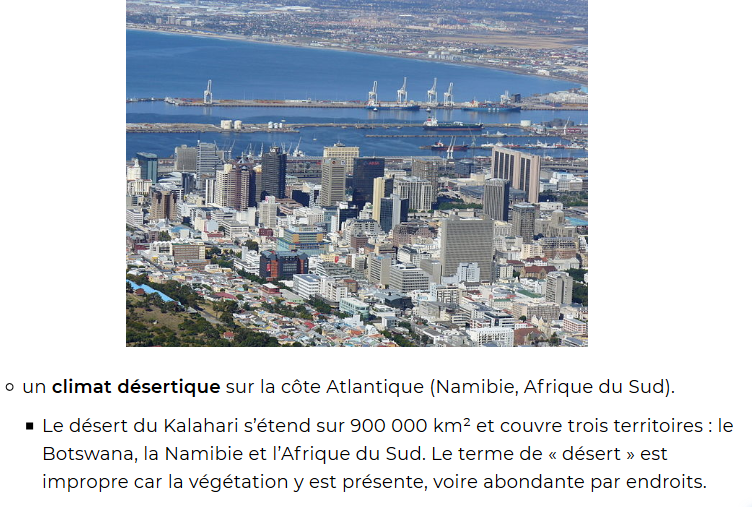 un climat désertique sur la côte Atlantique (Namibie, Afrique du Sud).
Le désert du Kalahari s’étend sur 900 000 km² et couvre trois territoires : le
Botswana, la Namibie et l’Afrique du Sud. Le terme de « désert » est
impropre car la végétation y est présente, voire abondante par endroits.